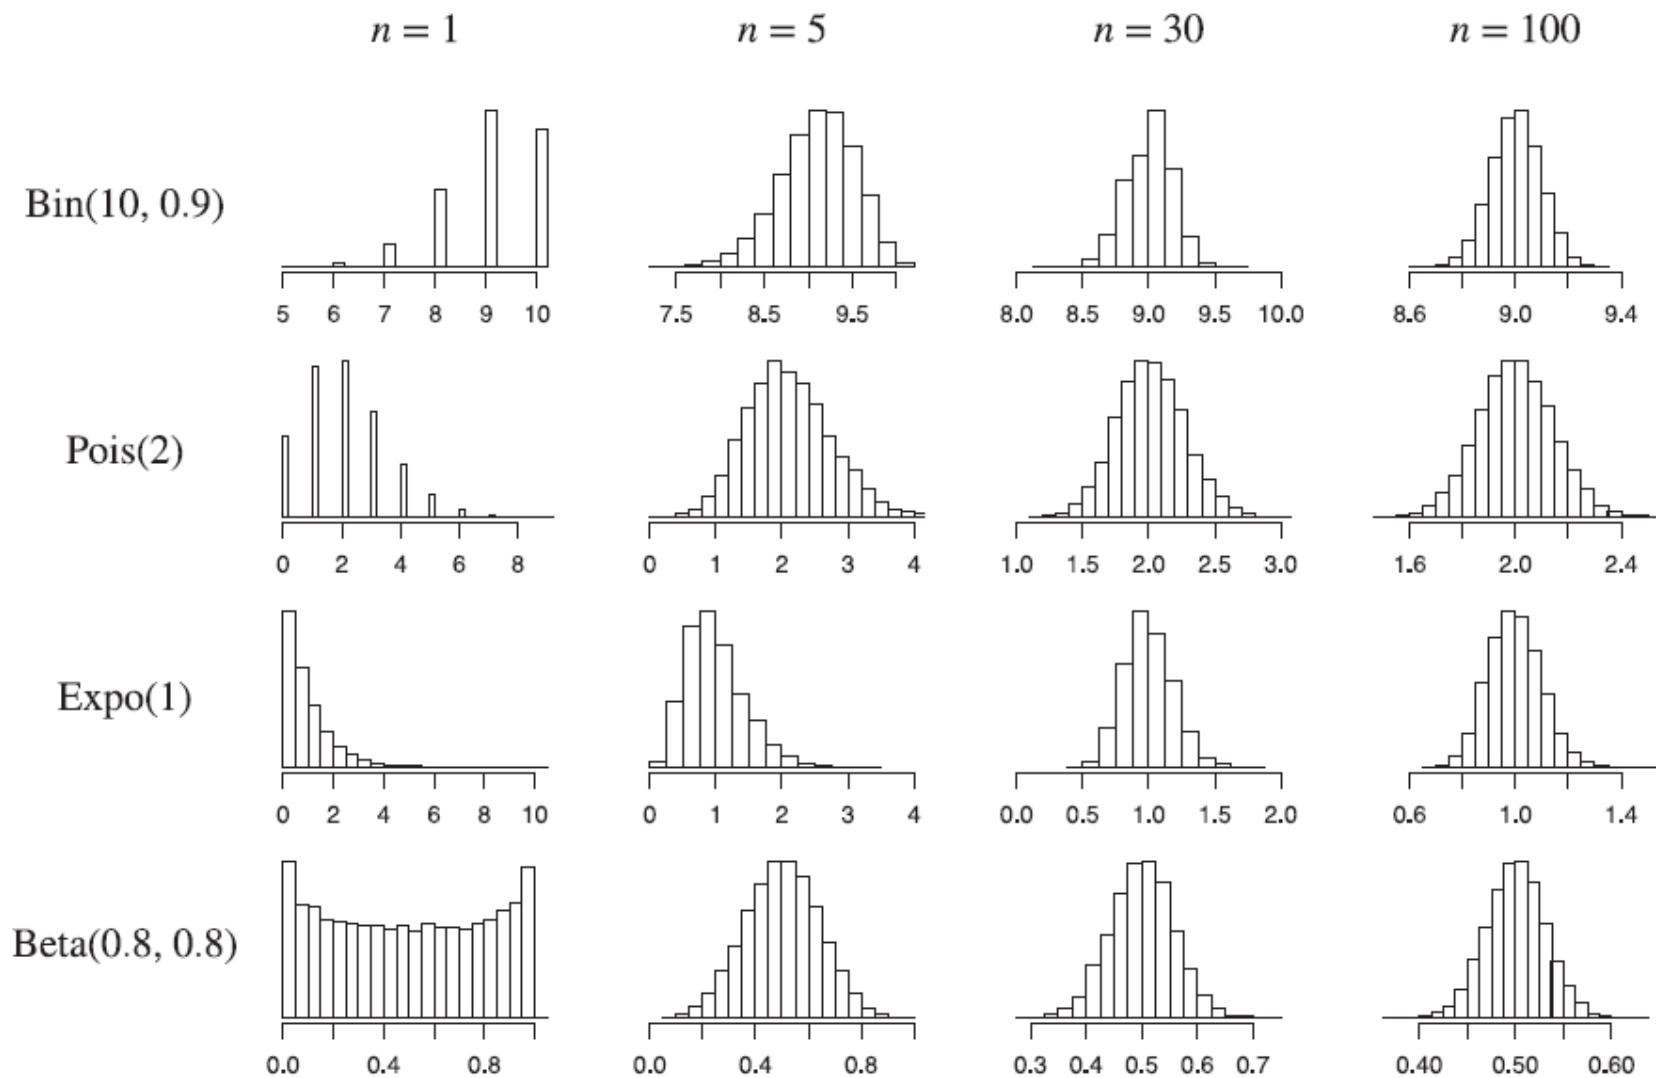 n = 1 n = 5 n = 30 n = 100
Bin(10, 0.9)
5 6 7 8 9 10 7.5 8.5 9.5 8.0 8.5 9.0 9.5 10.0 8.6 9.0 9.4
Pois(2)
0 2 4 6 8 0 1 2 3 4 1.0 1.5 2.0 2.5 3.0 1.6 2.0 2.4
Expo(1)
0 2 4 6 8 10 0 1 2 3 4 0.0 0.5 1.0 1.5 2.0 0.6 1.0 1.4
Beta(0.8, 0.8)
0.0 0.4 0.8 0.0 0.4 0.8 0.3 0.4 0.5 0.6 0.7 0.40 0.50 0.60